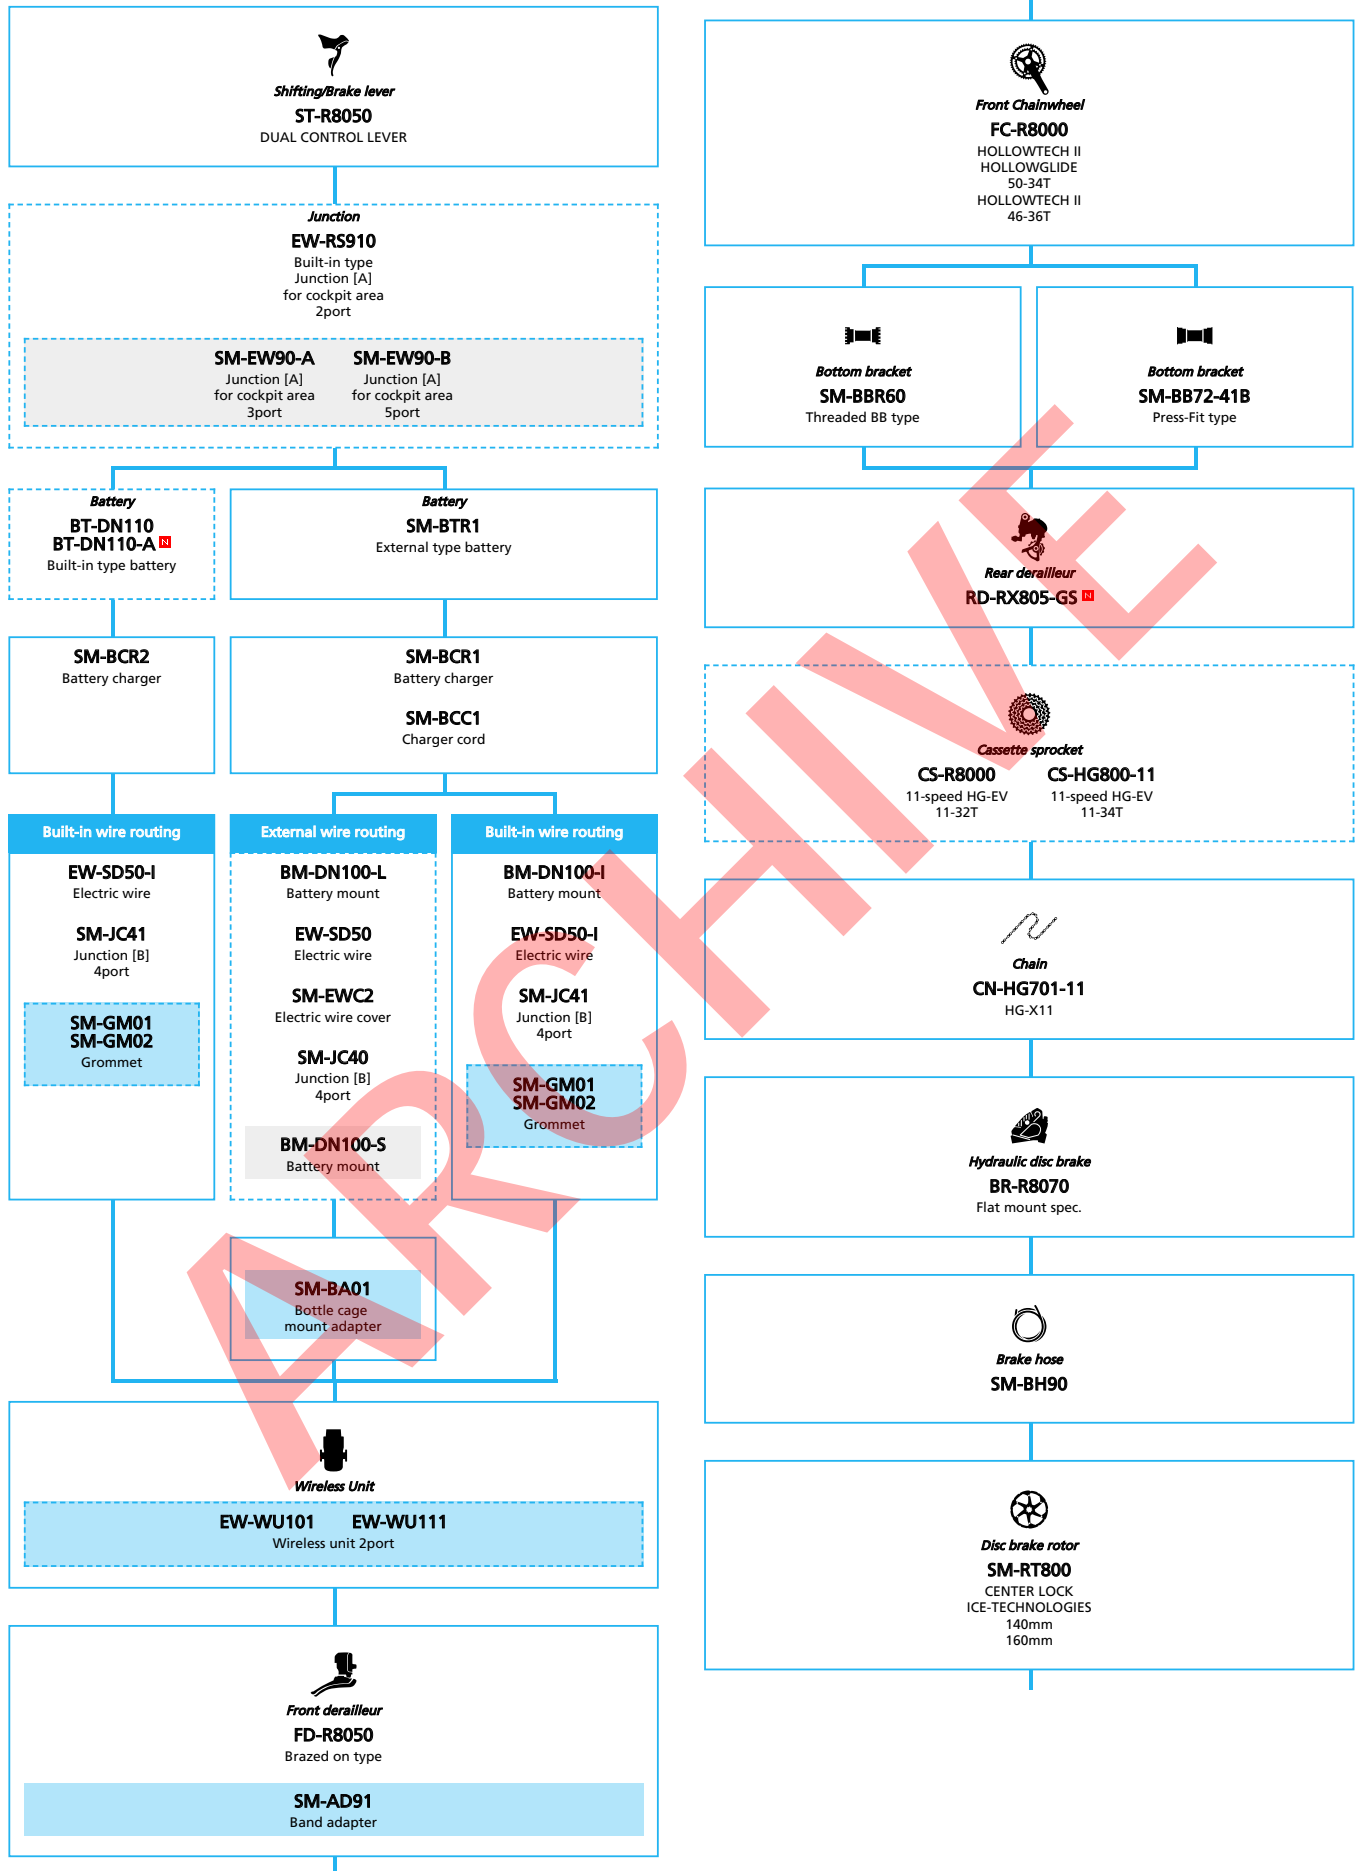 Shifting/Brake lever
ST-R8050
DUAL CONTROL LEVER
Junction
EW-RS910
Built-in type
Junction [A]
for cockpit area
2port
SM-EW90-A
Junction [A]
for cockpit area
3port
SM-EW90-B
Junction [A]
for cockpit area
5port
Battery
BT-DN110
BT-DN110-A N
Built-in type battery
Battery
SM-BTR1
External type battery
SM-BCR2
Battery charger
SM-BCR1
Battery charger
SM-BCC1
Charger cord
Built-in wire routing
EW-SD50-I
Electric wire
SM-JC41
Junction [B]
4port
SM-GM01
SM-GM02
Grommet
External wire routing
BM-DN100-L
Battery mount
EW-SD50
Electric wire
SM-EWC2
Electric wire cover
SM-JC40
Junction [B]
4port
BM-DN100-S
Battery mount
Built-in wire routing
BM-DN100-I
Battery mount
EW-SD50-I
Electric wire
SM-JC41
Junction [B]
4port
SM-GM01
SM-GM02
Grommet
SM-BA01
Bottle cage
mount adapter
Wireless Unit
EW-WU101 EW-WU111
Wireless unit 2port
Front derailleur
FD-R8050
Brazed on type
SM-AD91
Band adapter
Front Chainwheel
FC-R8000
HOLLOWTECH II
HOLLOWGLIDE
50-34T
HOLLOWTECH II
46-36T
Bottom bracket
SM-BBR60
Threaded BB type
Bottom bracket
SM-BB72-41B
Press-Fit type
Rear derailleur
RD-RX805-GS N
Cassette sprocket
CS-R8000
11-speed HG-EV
11-32T
CS-HG800-11
11-speed HG-EV
11-34T
Chain
CN-HG701-11
HG-X11
Hydraulic disc brake
BR-R8070
Flat mount spec.
Brake hose
SM-BH90
Disc brake rotor
SM-RT800
CENTER LOCK
ICE-TECHNOLOGIES
140mm
160mm
ARCHIVE